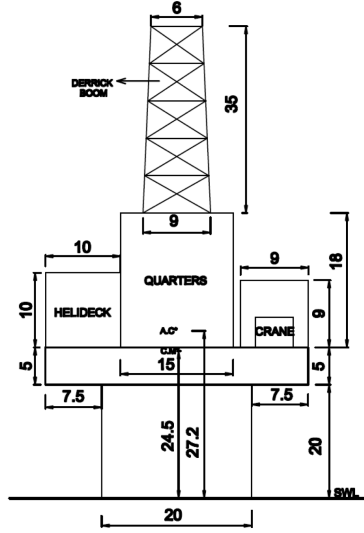 6
DERRICK
BOOM
35
9
10
9
18
QUARTERS
10
HELIDECK
A.C*
CRANE
9
C.M*
5
15
5
7.5
7.5
24.5
27.2
20
SWL
20